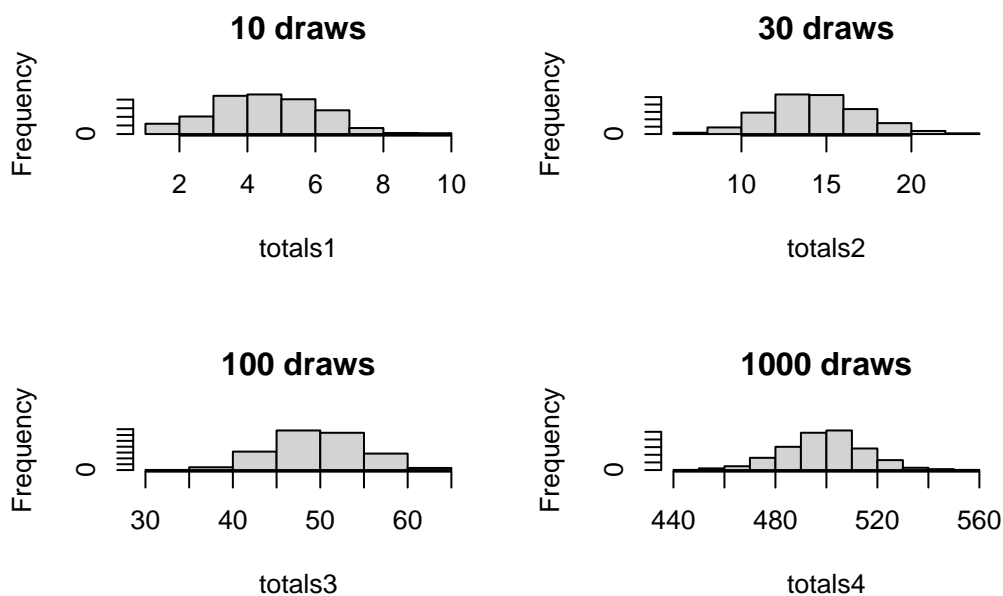 10 draws
Frequency
0
2 4 6 8 10
totals1
30 draws
Frequency
0
10 15 20
totals2
100 draws
Frequency
0
30 40 50 60
totals3
1000 draws
Frequency
0
440 480 520 560
totals4